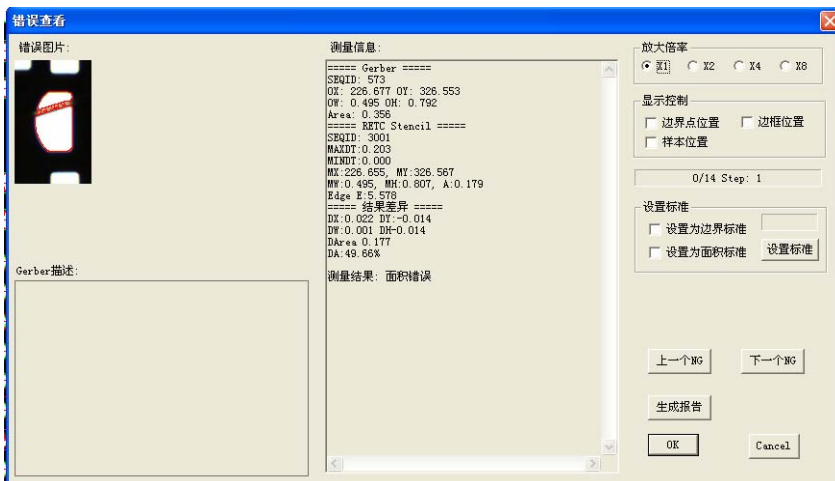 错误查看
错误图片:
测量信息:
===== Gerber =====
SEQID: 573
OX: 226.677 OY: 326.553
OW: 0.495 OH: 0.792
Area: 0.356
===== RETC Stencil =====
SEQID: 3001
MAXDT:0.203
MINDT:0.000
MX:226.655, MY:326.567
MW:0.495, MH:0.807, A:0.179
Edge E:5.578
===== 结果差异 =====
DX:0.022 DY:-0.014
DW:0.001 DH-0.014
DArea 0.177
DA:49.66%
测量结果: 面积错误
Gerber描述:
放大倍率
X1 X2 X4 X8
显示控制
边界点位置 边框位置
样本位置
0/14 Step: 1
设置标准
设置为边界标准
设置为面积标准 设置标准
上一个NG 下一个NG
生成报告
OK Cancel